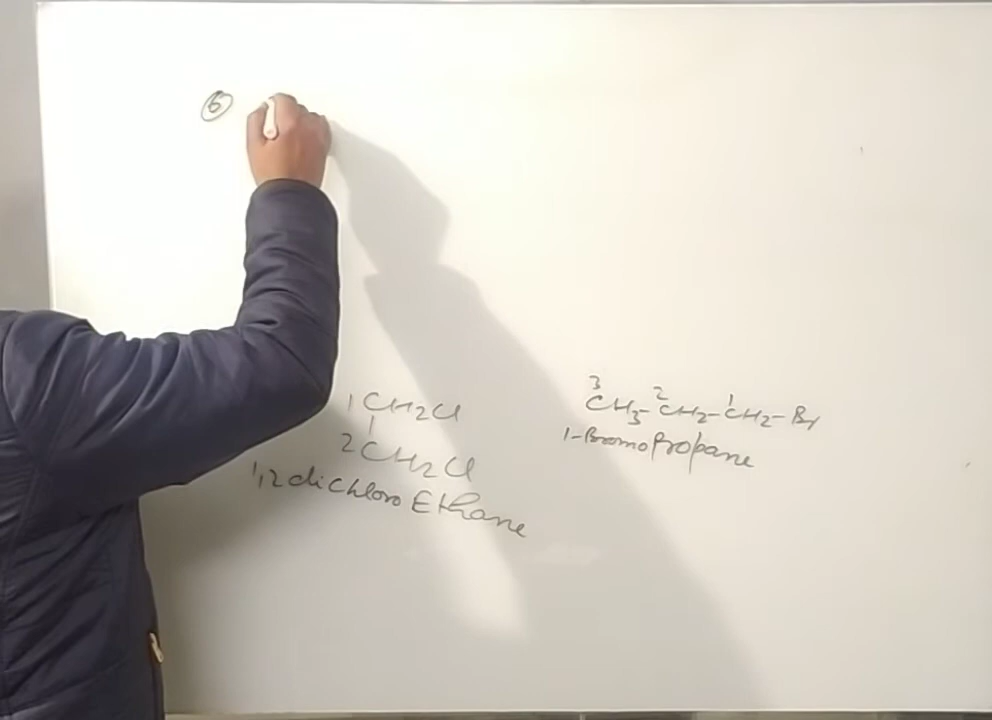 6
1 CH2Cl
|
2 CH2Cl
1,2 dichloro Ethane
3 2 1
CH3-CH2-CH2-Br
1-Bromopropane